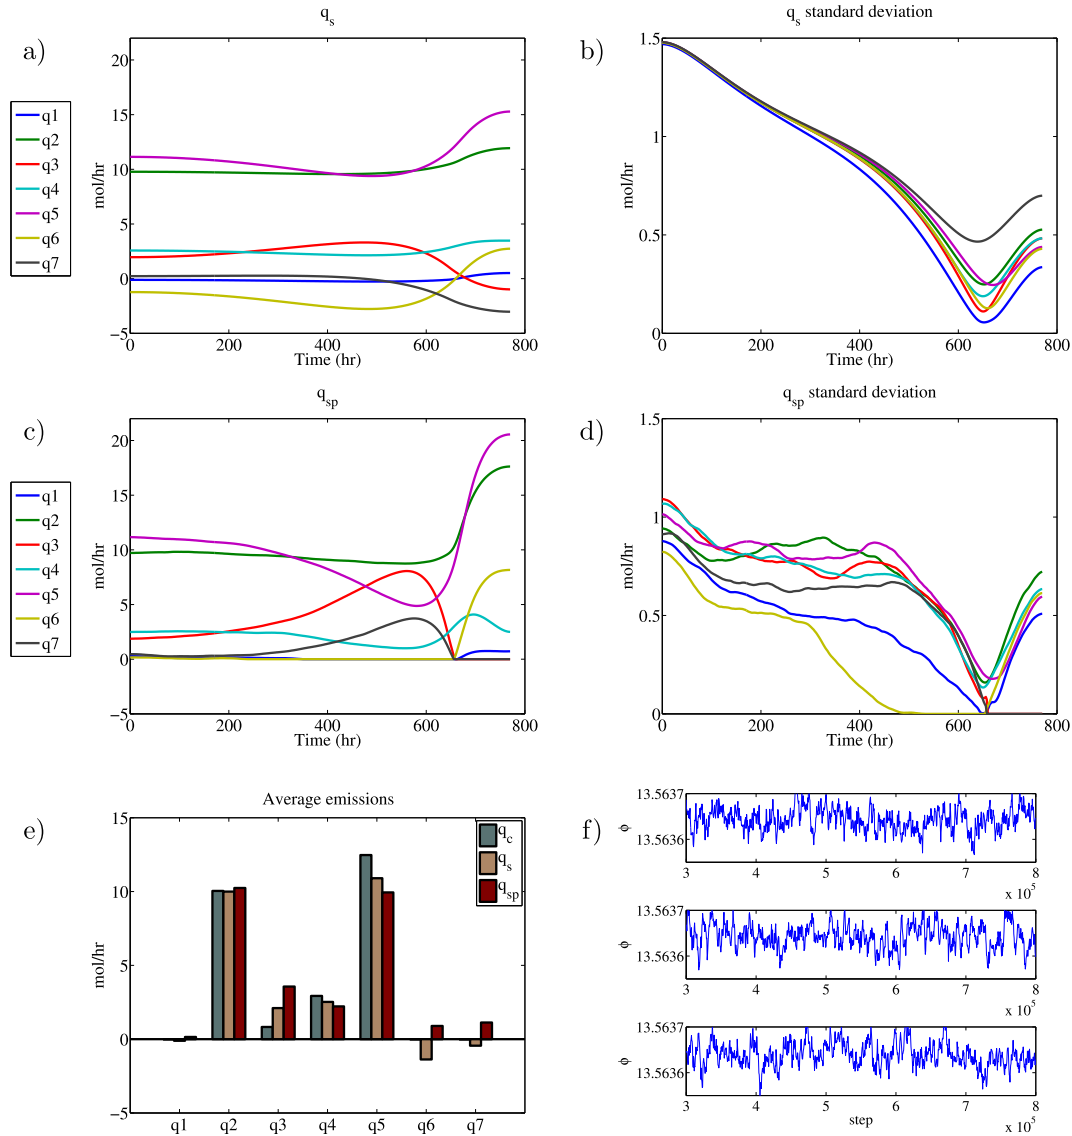 a)
q_s
22
20
15
10
5
0
−5
mol/hr
0 200 400 600 800
Time (hr)
q1
q2
q3
q4
q5
q6
q7
b)
q_s standard deviation
1.5
1
0.5
0
mol/hr
0 200 400 600 800
Time (hr)
c)
q_sp
20
15
10
5
0
−5
mol/hr
0 200 400 600 800
Time (hr)
q1
q2
q3
q4
q5
q6
q7
d)
q_sp standard deviation
1.5
1
0.5
0
mol/hr
0 200 400 600 800
Time (hr)
e)
Average emissions
15
10
5
0
−5
mol/hr
q1 q2 q3 q4 q5 q6 q7
q_c
q_s
q_sp
f)
13.5637
13.5636
ϕ
3 4 5 6 7 8
x 10^5
13.5637
13.5636
ϕ
3 4 5 6 7 8
x 10^5
13.5637
13.5636
ϕ
3 4 5 6 7 8
step
x 10^5